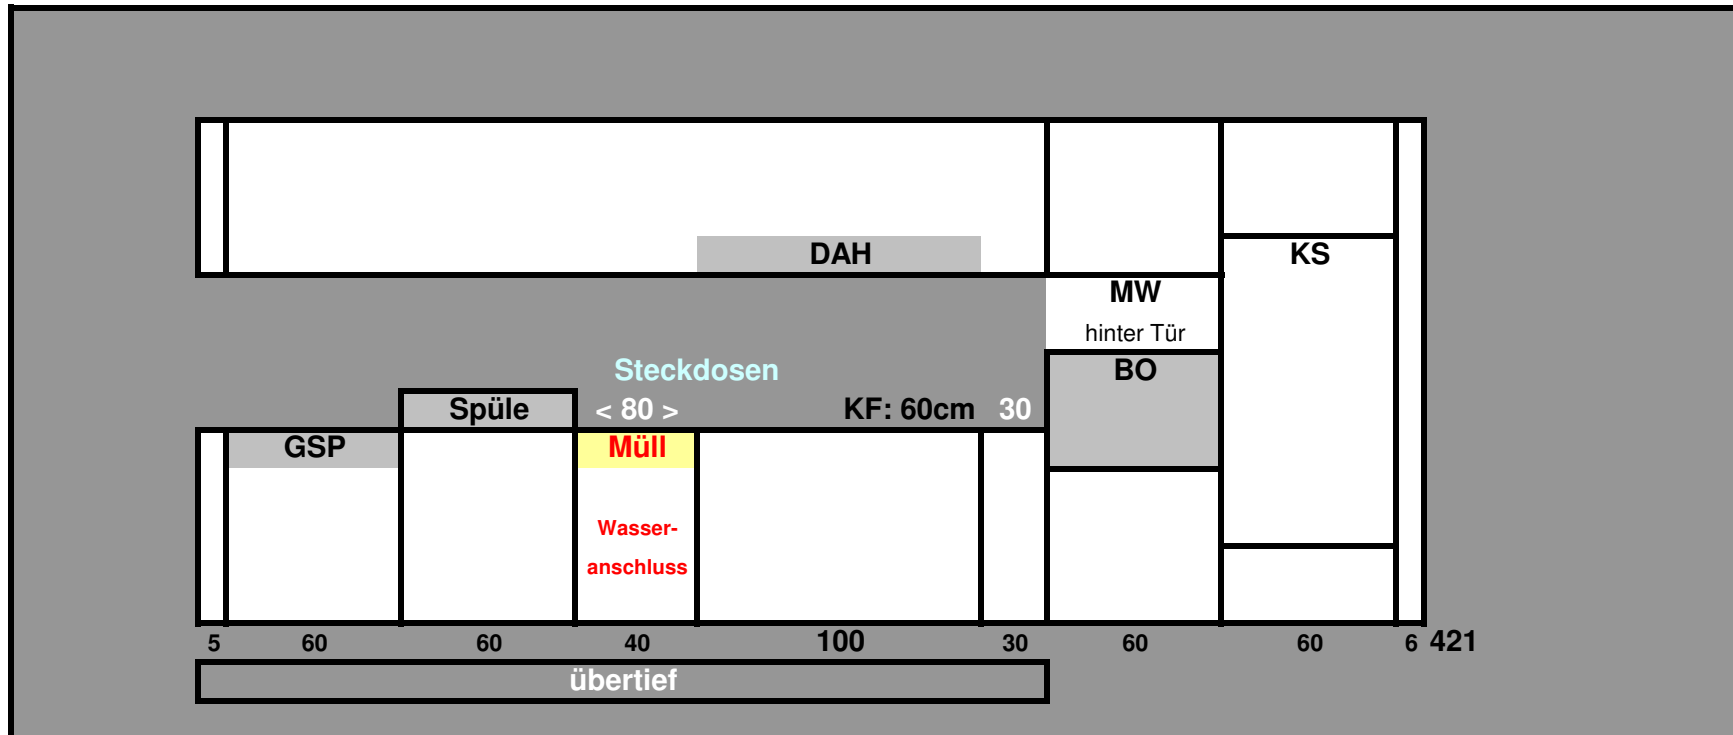 DAH
KS
MW
hinter Tür
Steckdosen
BO
Spüle
< 80 >
KF: 60cm
30
GSP
Müll
Wasser-
anschluss
5 60 60 40 100 30 60 60 6 421
übertief